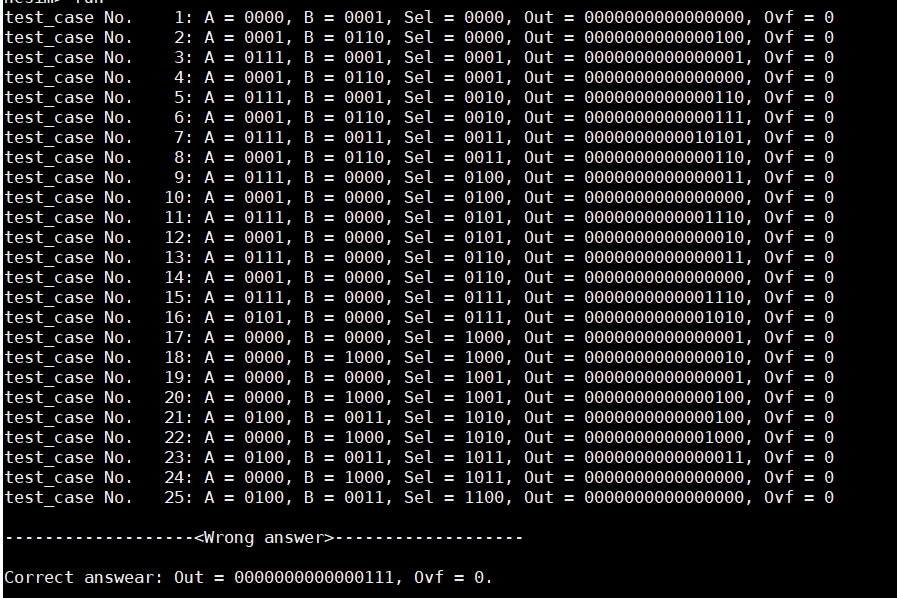 test_case No.    1: A = 0000, B = 0001, Sel = 0000, Out = 0000000000000000, Ovf = 0
test_case No.    2: A = 0001, B = 0110, Sel = 0000, Out = 0000000000000100, Ovf = 0
test_case No.    3: A = 0111, B = 0001, Sel = 0001, Out = 0000000000000001, Ovf = 0
test_case No.    4: A = 0001, B = 0110, Sel = 0001, Out = 0000000000000000, Ovf = 0
test_case No.    5: A = 0111, B = 0001, Sel = 0010, Out = 0000000000000110, Ovf = 0
test_case No.    6: A = 0001, B = 0110, Sel = 0010, Out = 0000000000000111, Ovf = 0
test_case No.    7: A = 0111, B = 0011, Sel = 0011, Out = 0000000000010101, Ovf = 0
test_case No.    8: A = 0001, B = 0110, Sel = 0011, Out = 0000000000000110, Ovf = 0
test_case No.    9: A = 0111, B = 0000, Sel = 0100, Out = 0000000000000011, Ovf = 0
test_case No.   10: A = 0001, B = 0000, Sel = 0100, Out = 0000000000000000, Ovf = 0
test_case No.   11: A = 0111, B = 0000, Sel = 0101, Out = 0000000000001110, Ovf = 0
test_case No.   12: A = 0001, B = 0000, Sel = 0101, Out = 0000000000000010, Ovf = 0
test_case No.   13: A = 0111, B = 0000, Sel = 0110, Out = 0000000000000011, Ovf = 0
test_case No.   14: A = 0001, B = 0000, Sel = 0110, Out = 0000000000000000, Ovf = 0
test_case No.   15: A = 0111, B = 0000, Sel = 0111, Out = 0000000000001110, Ovf = 0
test_case No.   16: A = 0101, B = 0000, Sel = 0111, Out = 0000000000001010, Ovf = 0
test_case No.   17: A = 0000, B = 0000, Sel = 1000, Out = 0000000000000001, Ovf = 0
test_case No.   18: A = 0000, B = 1000, Sel = 1000, Out = 0000000000000010, Ovf = 0
test_case No.   19: A = 0000, B = 0000, Sel = 1001, Out = 0000000000000001, Ovf = 0
test_case No.   20: A = 0000, B = 1000, Sel = 1001, Out = 0000000000000100, Ovf = 0
test_case No.   21: A = 0100, B = 0011, Sel = 1010, Out = 0000000000000100, Ovf = 0
test_case No.   22: A = 0000, B = 1000, Sel = 1010, Out = 0000000000001000, Ovf = 0
test_case No.   23: A = 0100, B = 0011, Sel = 1011, Out = 0000000000000011, Ovf = 0
test_case No.   24: A = 0000, B = 1000, Sel = 1011, Out = 0000000000000000, Ovf = 0
test_case No.   25: A = 0100, B = 0011, Sel = 1100, Out = 0000000000000000, Ovf = 0
-------------------<Wrong answer>-------------------
Correct answear: Out = 0000000000000111, Ovf = 0.